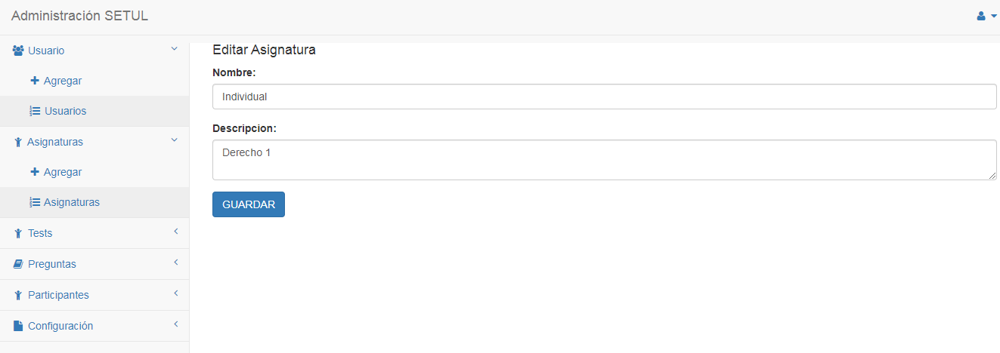 Administración SETUL
Usuario
Agregar
Usuarios
Asignaturas
Agregar
Asignaturas
Tests
Preguntas
Participantes
Configuración
Editar Asignatura
Nombre:
Individual
Descripcion:
Derecho 1
GUARDAR